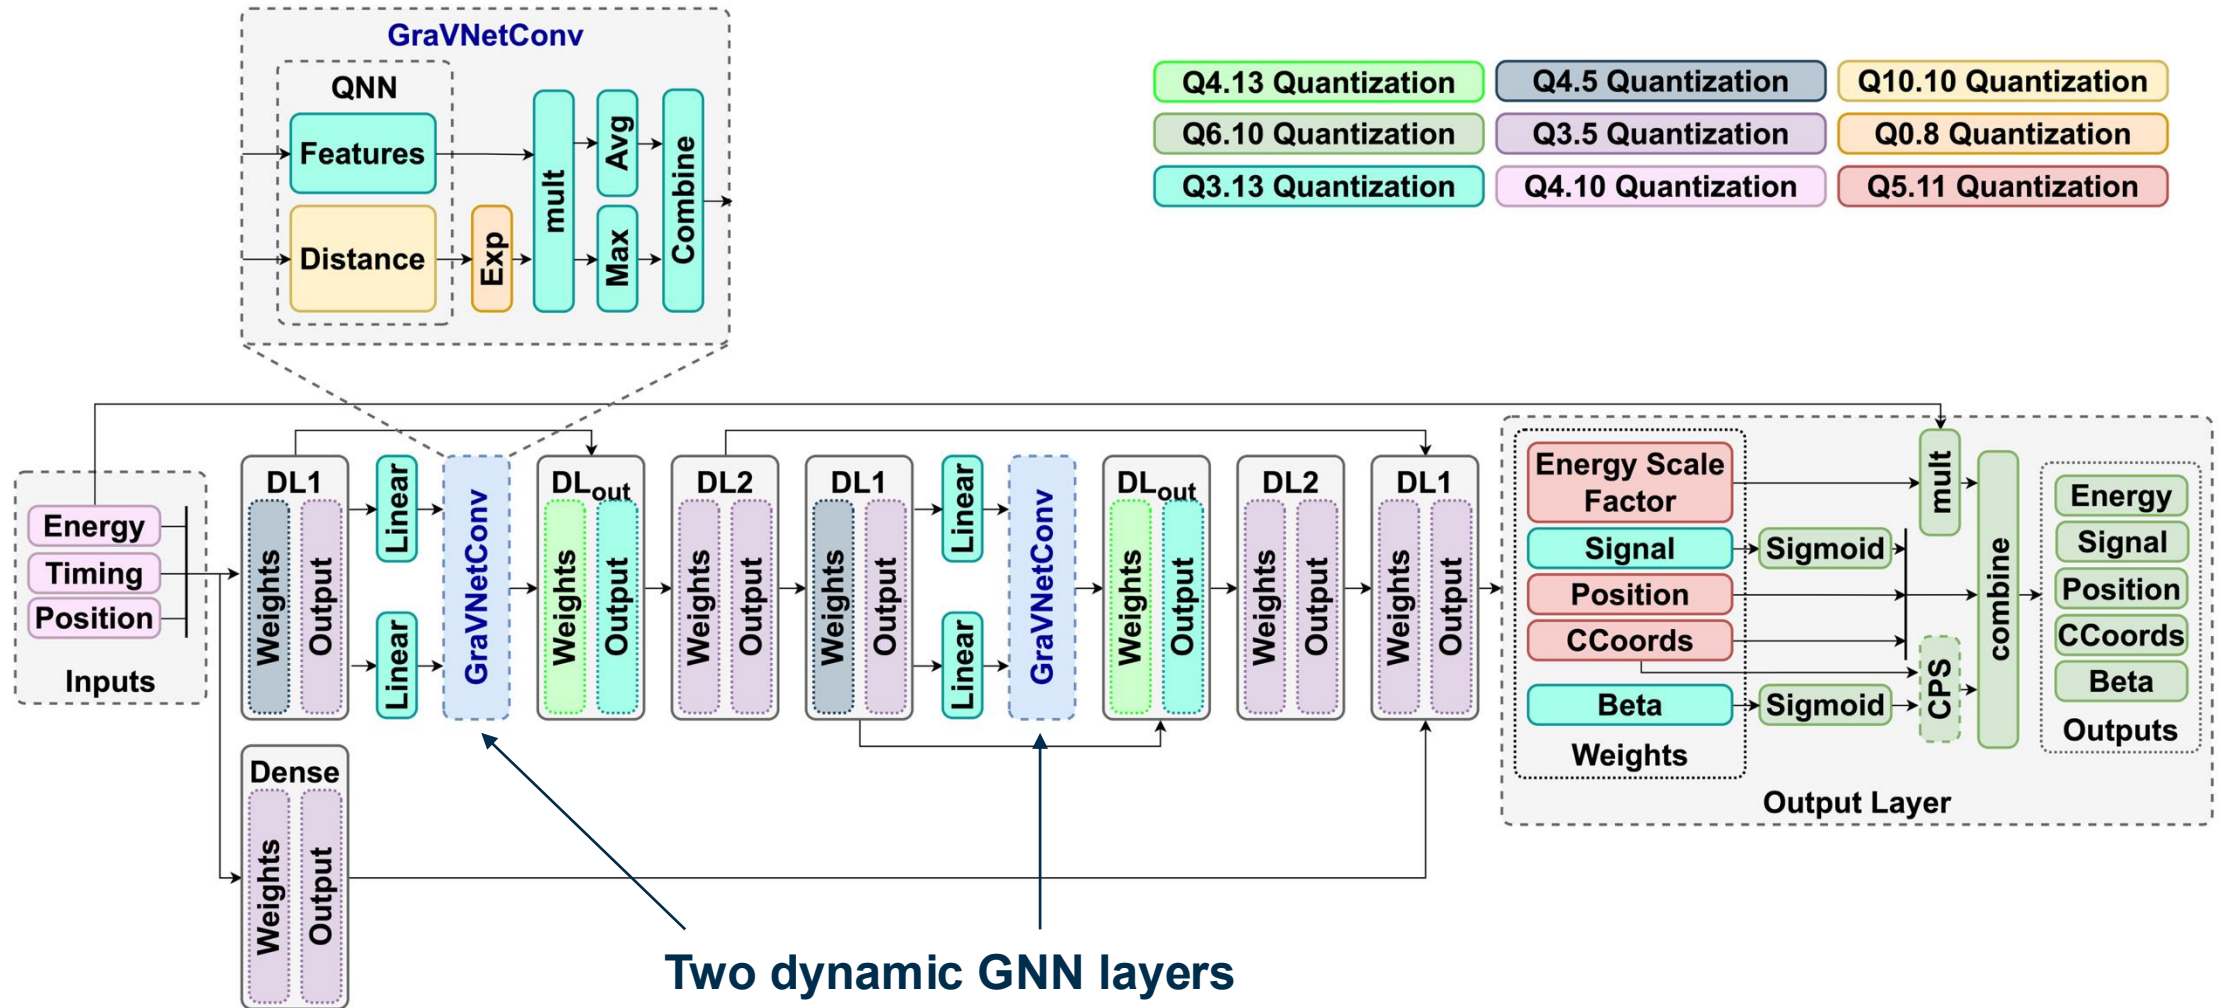 GraVNetConv
QNN
Features
Distance
Exp
mult
Avg
Max
Combine
Q4.13 Quantization
Q4.5 Quantization
Q10.10 Quantization
Q6.10 Quantization
Q3.5 Quantization
Q0.8 Quantization
Q3.13 Quantization
Q4.10 Quantization
Q5.11 Quantization
Energy
Timing
Position
Inputs
DL1
Weights
Output
Linear
Linear
GraVNetConv
DLout
Weights
Output
DL2
Weights
Output
DL1
Weights
Output
Linear
Linear
GraVNetConv
DLout
Weights
Output
DL2
Weights
Output
DL1
Weights
Output
Energy Scale
Factor
Signal
Position
CCoords
Beta
Weights
Sigmoid
Sigmoid
mult
CPS
combine
Energy
Signal
Position
CCoords
Beta
Outputs
Output Layer
Dense
Weights
Output
Two dynamic GNN layers